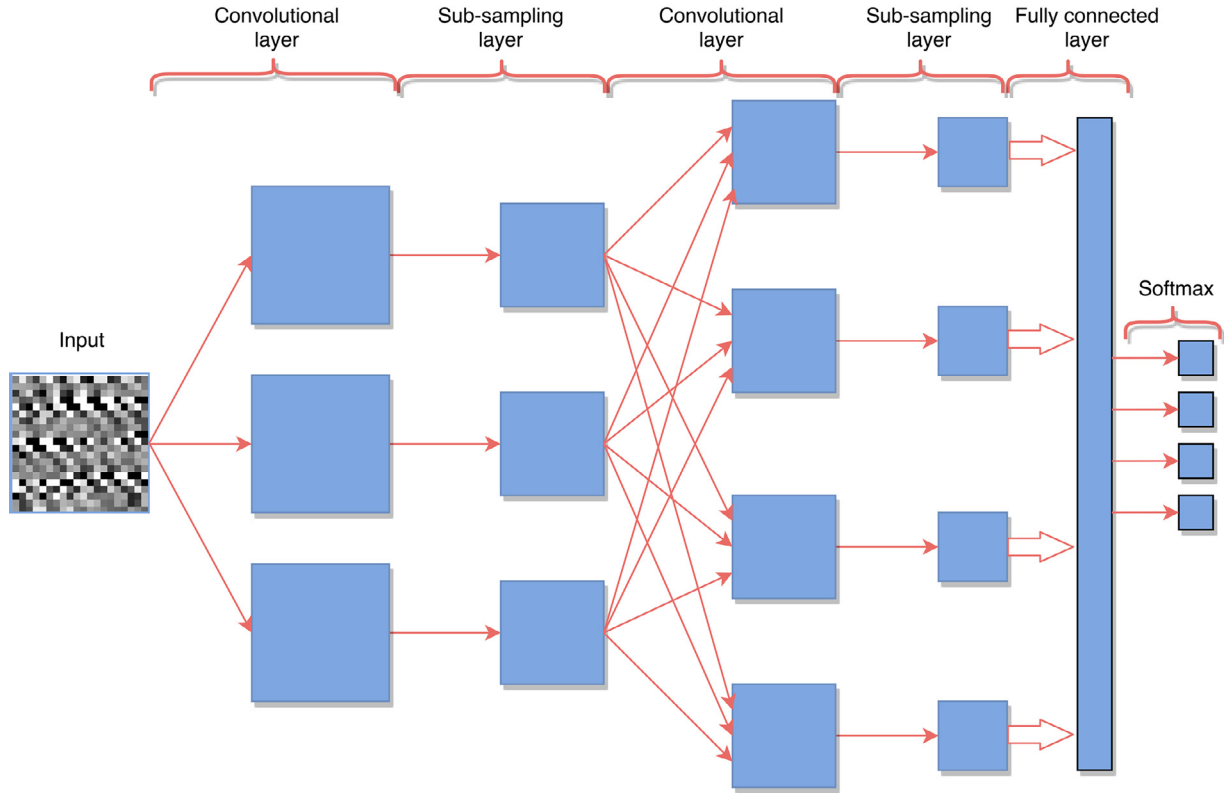 Convolutional
layer
Sub-sampling
layer
Convolutional
layer
Sub-sampling
layer
Fully connected
layer
Softmax
Input